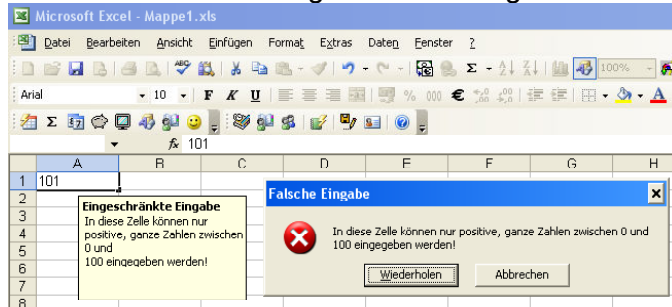 Microsoft Excel - Mappe1.xls
Datei Bearbeiten Ansicht Einfügen Format Extras Daten Fenster ?
100%
Arial 10 F K U % 000 €
fx 101
A B C D E F G H
1 101
2
3
4
5
6
7
8
Eingeschränkte Eingabe
In diese Zelle können nur
positive, ganze Zahlen zwischen
0 und
100 eingegeben werden!
Falsche Eingabe
In diese Zelle können nur positive, ganze Zahlen zwischen 0 und
100 eingegeben werden!
Wiederholen Abbrechen